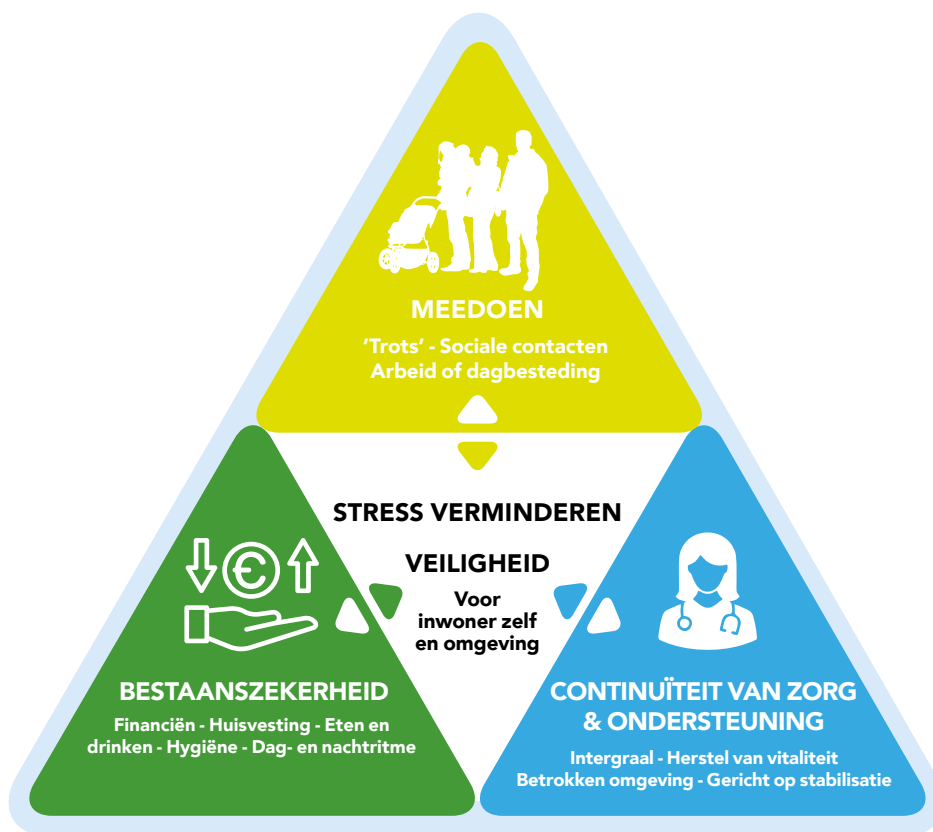 MEEDOEN
‘Trots’ - Sociale contacten
Arbeid of dagbesteding
STRESS VERMINDEREN
VEILIGHEID
Voor
inwoner zelf
en omgeving
€
BESTAANSZEKERHEID
Financiën - Huisvesting - Eten en
drinken - Hygiëne - Dag- en nachtritme
CONTINUÏTEIT VAN ZORG
& ONDERSTEUNING
Intergraal - Herstel van vitaliteit
Betrokken omgeving - Gericht op stabilisatie